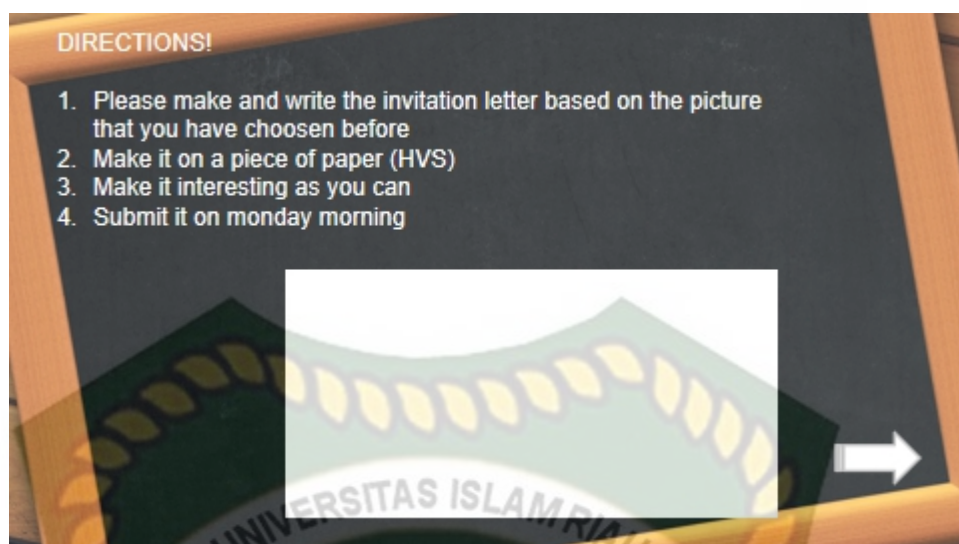 DIRECTIONS!
1. Please make and write the invitation letter based on the picture
that you have choosen before
2. Make it on a piece of paper (HVS)
3. Make it interesting as you can
4. Submit it on monday morning
UNIVERSITAS ISLAM RIAU